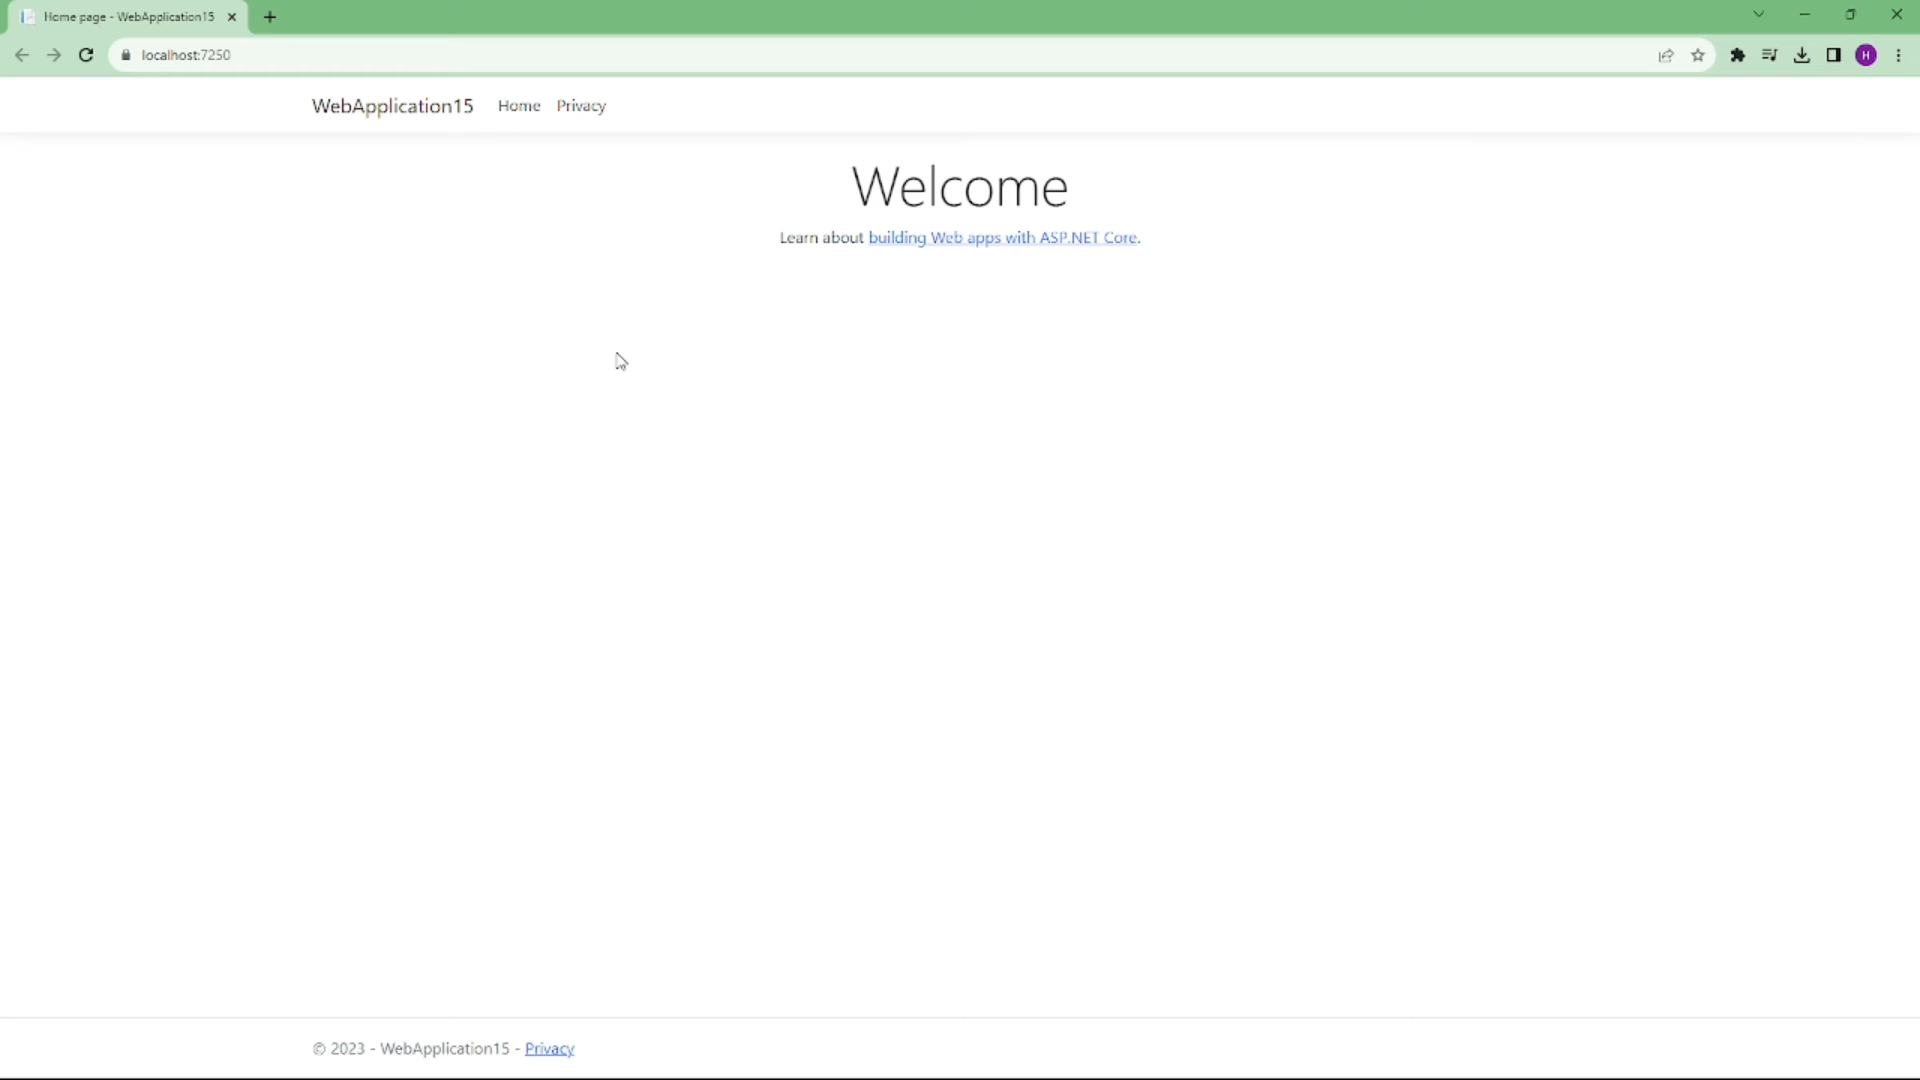 Home page - WebApplication15
localhost:7250
H
WebApplication15 Home Privacy
Welcome
Learn about building Web apps with ASP.NET Core.
© 2023 - WebApplication15 - Privacy